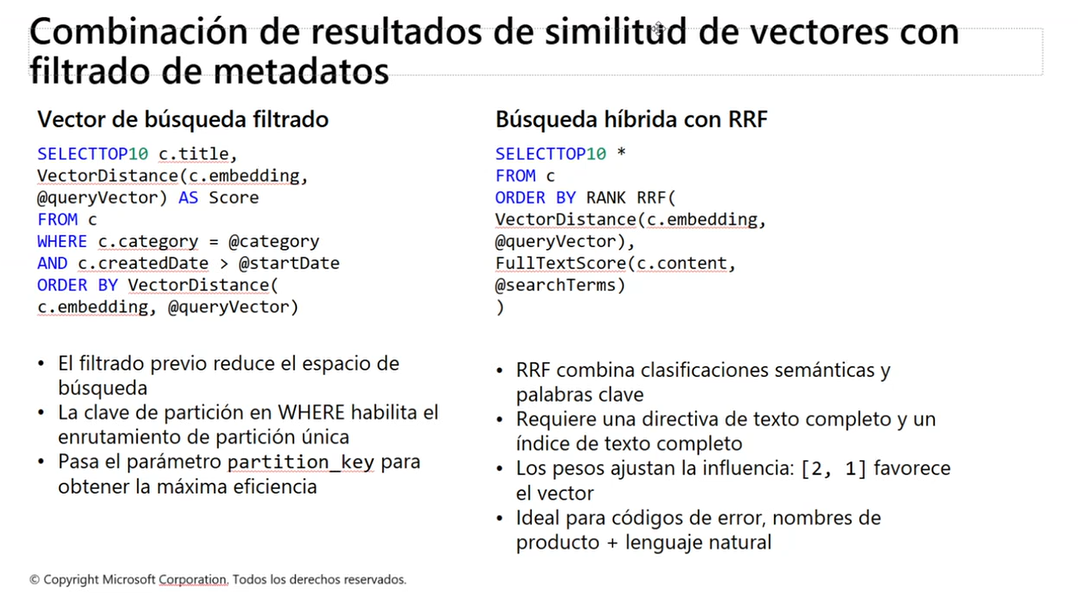 Combinación de resultados de similitud de vectores con
filtrado de metadatos
Vector de búsqueda filtrado
SELECTTOP10 c.title,
VectorDistance(c.embedding,
@queryVector) AS Score
FROM c
WHERE c.category = @category
AND c.createdDate > @startDate
ORDER BY VectorDistance(
c.embedding, @queryVector)
• El filtrado previo reduce el espacio de
búsqueda
• La clave de partición en WHERE habilita el
enrutamiento de partición única
• Pasa el parámetro partition_key para
obtener la máxima eficiencia
Búsqueda híbrida con RRF
SELECTTOP10 *
FROM c
ORDER BY RANK RRF(
VectorDistance(c.embedding,
@queryVector),
FullTextScore(c.content,
@searchTerms)
)
• RRF combina clasificaciones semánticas y
palabras clave
• Requiere una directiva de texto completo y un
índice de texto completo
• Los pesos ajustan la influencia: [2, 1] favorece
el vector
• Ideal para códigos de error, nombres de
producto + lenguaje natural
© Copyright Microsoft Corporation. Todos los derechos reservados.